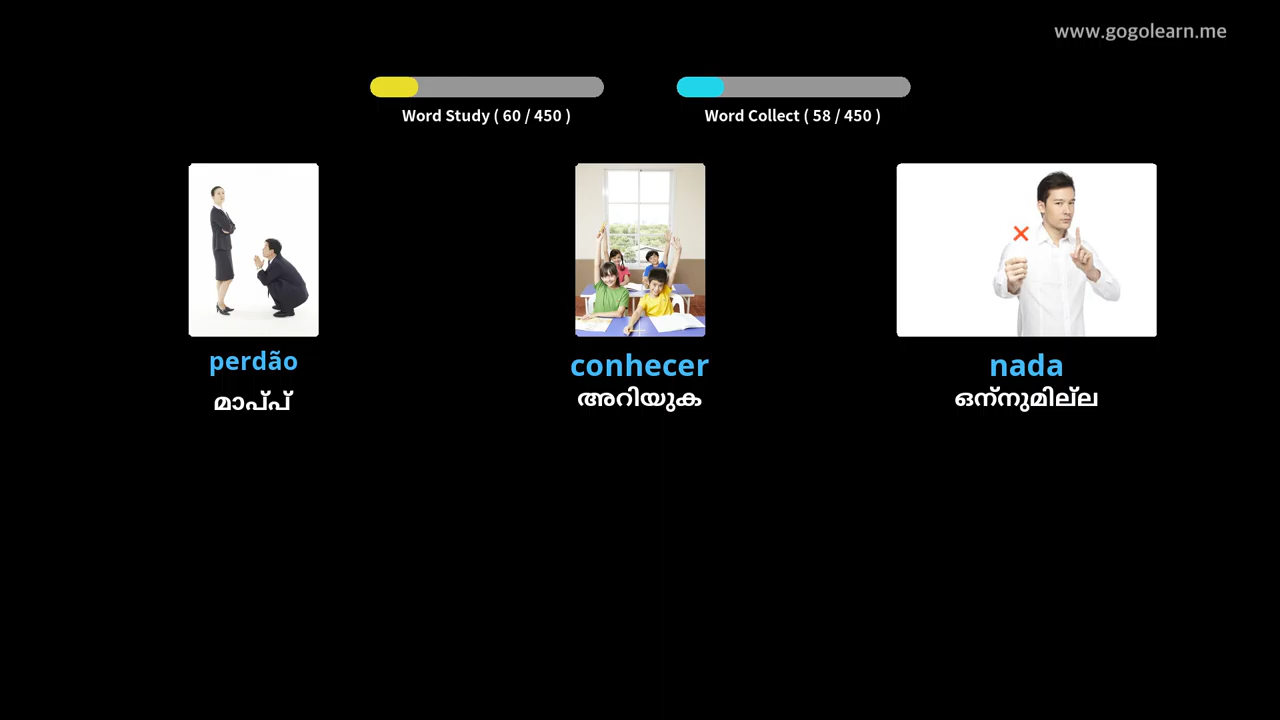 www.gogolearn.me
Word Study ( 60 / 450 )
Word Collect ( 58 / 450 )
perdão
മാപ്പ്
conhecer
അറിയുക
nada
ഒന്നുമില്ല